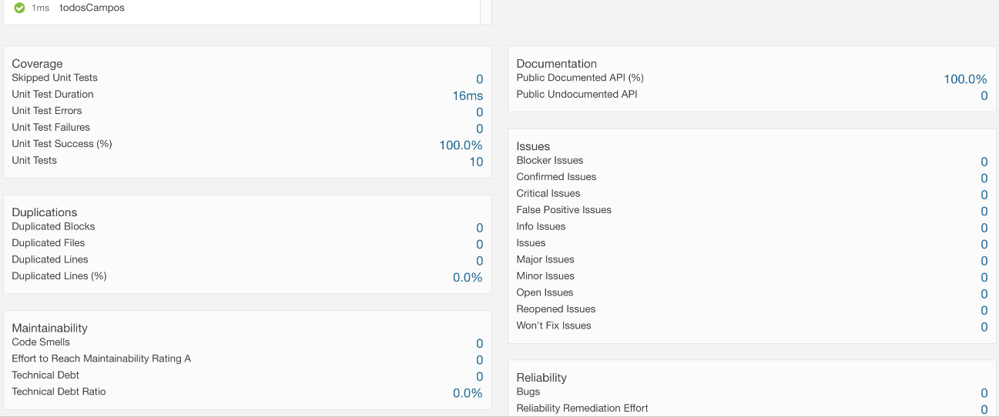 1ms todosCampos
Coverage
Skipped Unit Tests 0
Unit Test Duration 16ms
Unit Test Errors 0
Unit Test Failures 0
Unit Test Success (%) 100.0%
Unit Tests 10
Duplications
Duplicated Blocks 0
Duplicated Files 0
Duplicated Lines 0
Duplicated Lines (%) 0.0%
Maintainability
Code Smells 0
Effort to Reach Maintainability Rating A 0
Technical Debt 0
Technical Debt Ratio 0.0%
Documentation
Public Documented API (%) 100.0%
Public Undocumented API 0
Issues
Blocker Issues 0
Confirmed Issues 0
Critical Issues 0
False Positive Issues 0
Info Issues 0
Issues 0
Major Issues 0
Minor Issues 0
Open Issues 0
Reopened Issues 0
Won't Fix Issues 0
Reliability
Bugs 0
Reliability Remediation Effort 0